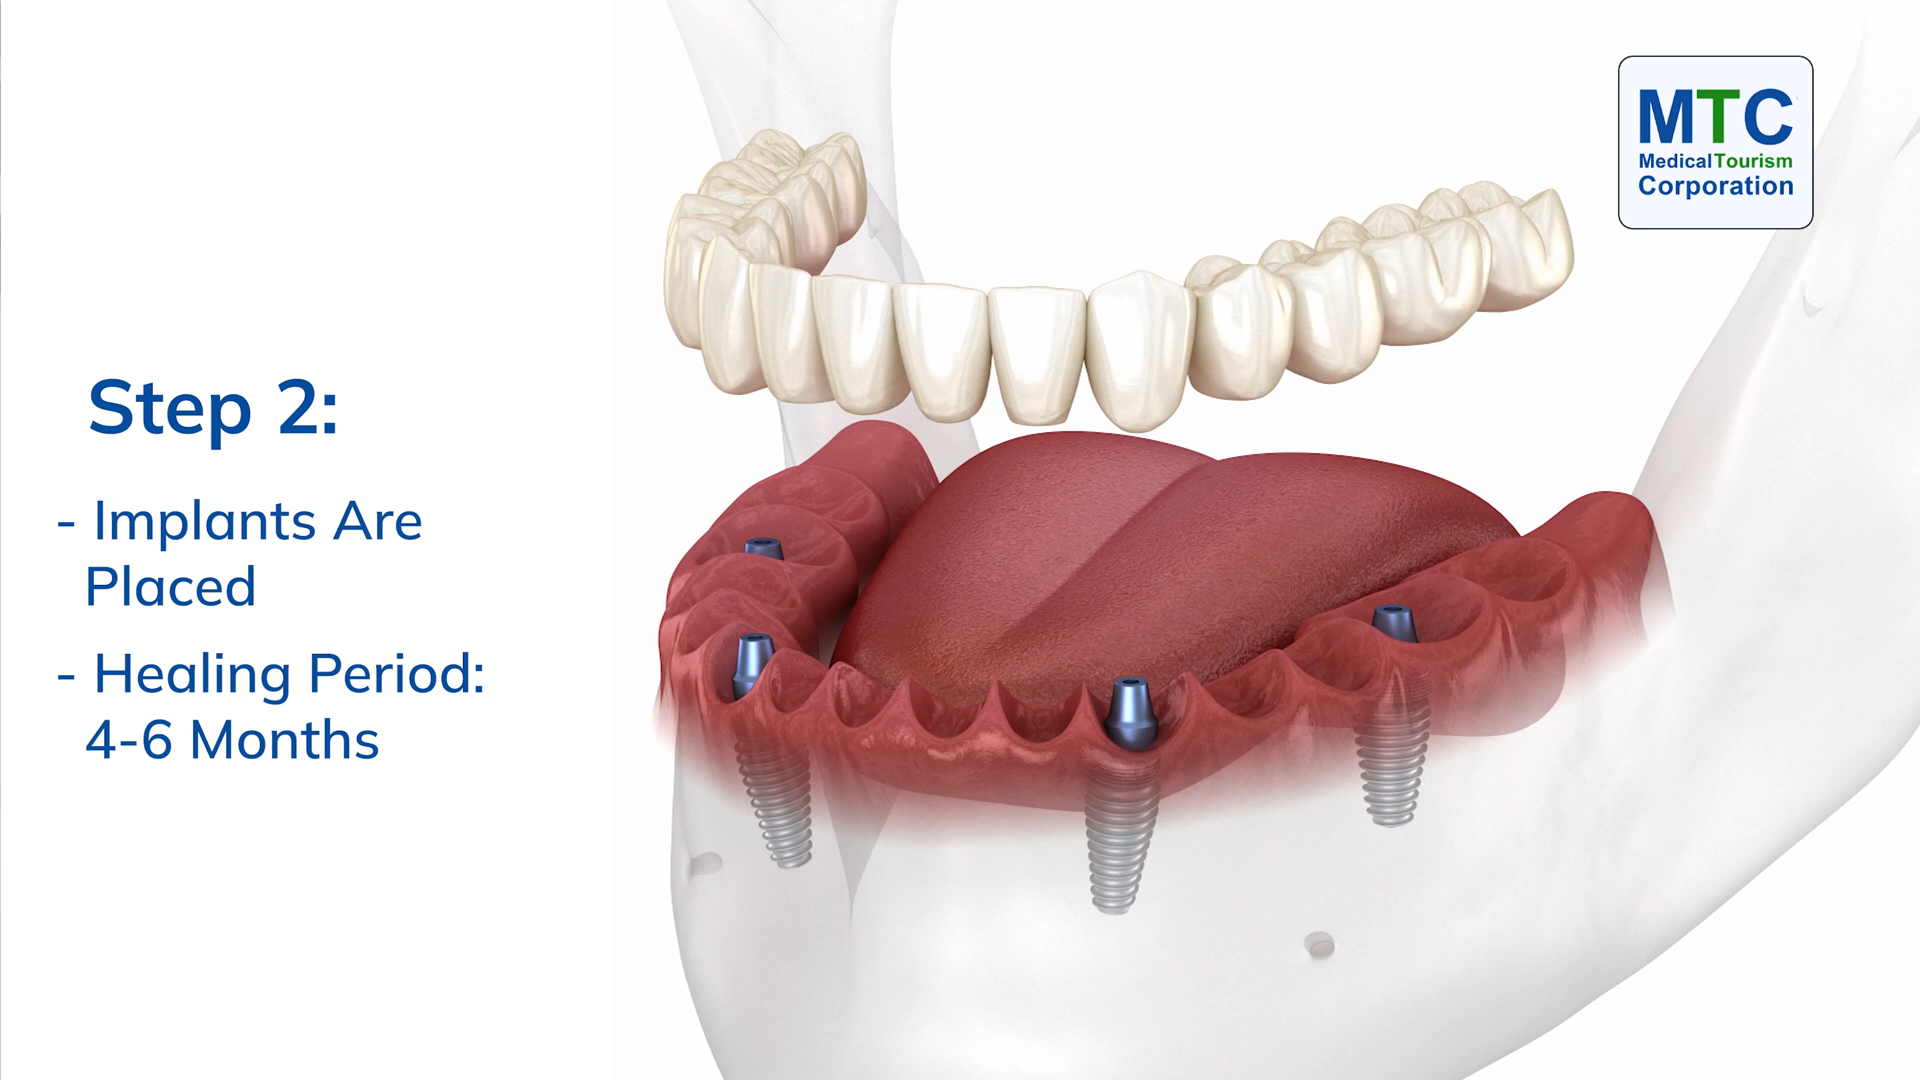 Step 2:
- Implants Are
Placed
- Healing Period:
4-6 Months
MTC
MedicalTourism
Corporation